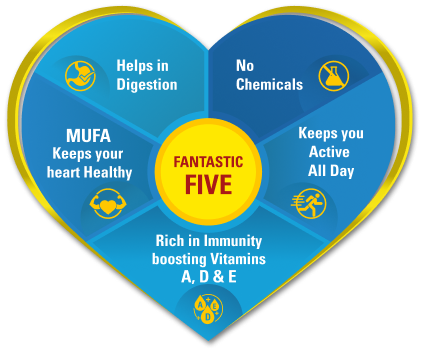 Helps in
Digestion
No
Chemicals
MUFA
Keeps your
heart Healthy
FANTASTIC
FIVE
Keeps you
Active
All Day
Rich in Immunity
boosting Vitamins
A, D & E
A
E
D